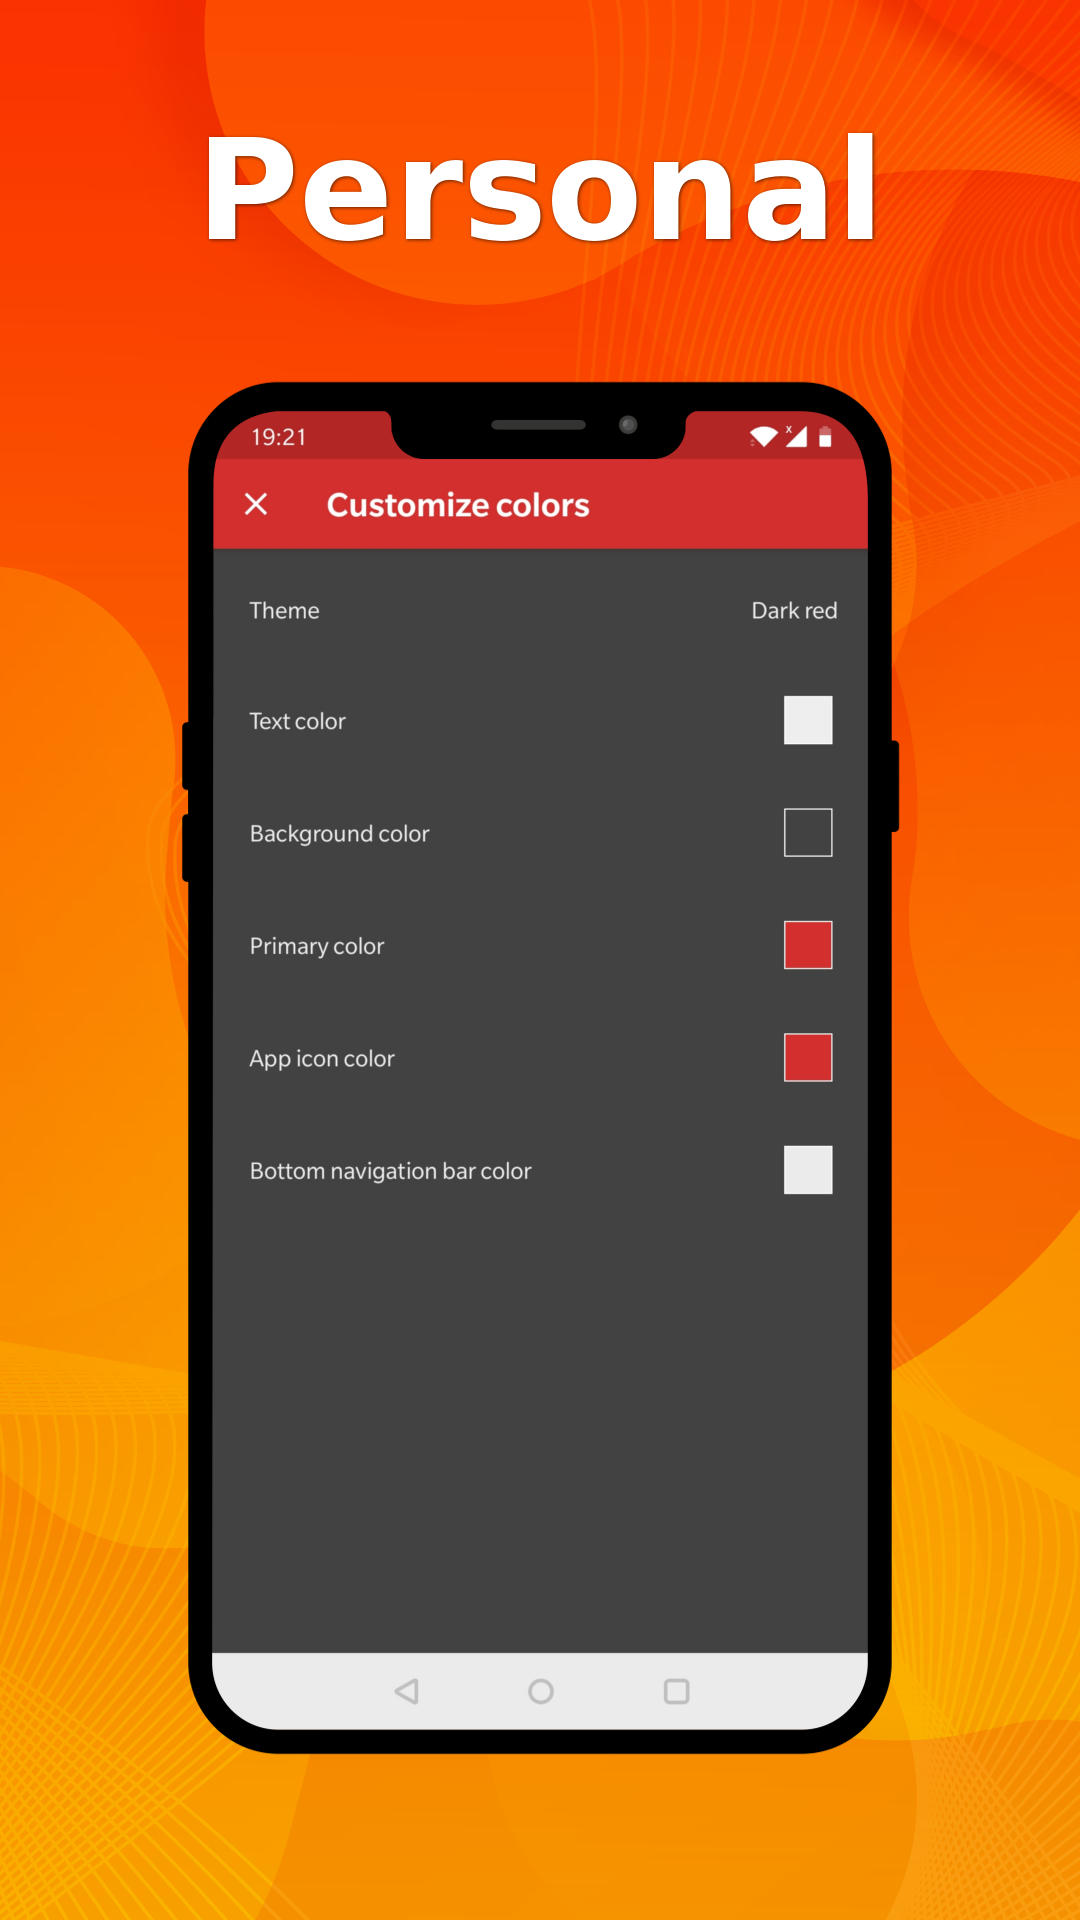 Personal
19:21
x
Customize colors
Theme
Dark red
Text color
Background color
Primary color
App icon color
Bottom navigation bar color